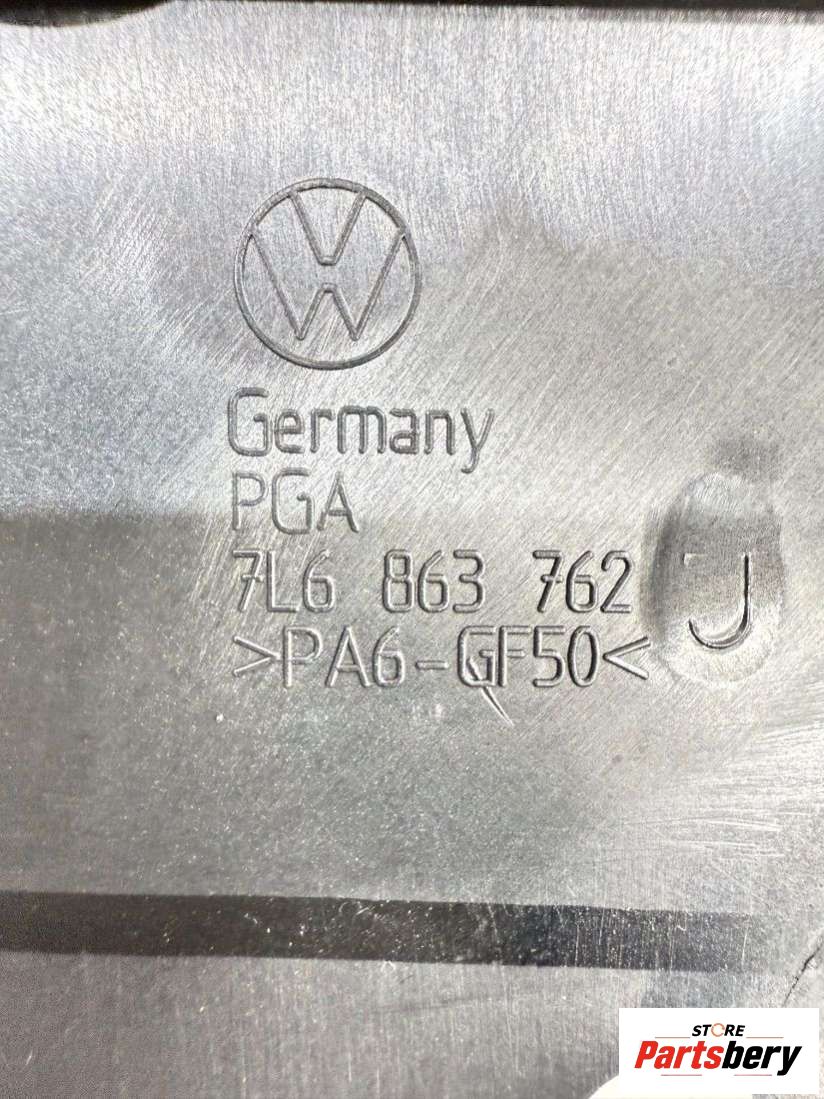 Germany
PGA
7L6 863 762 J
>PA6-GF50<
STORE
Partsbery